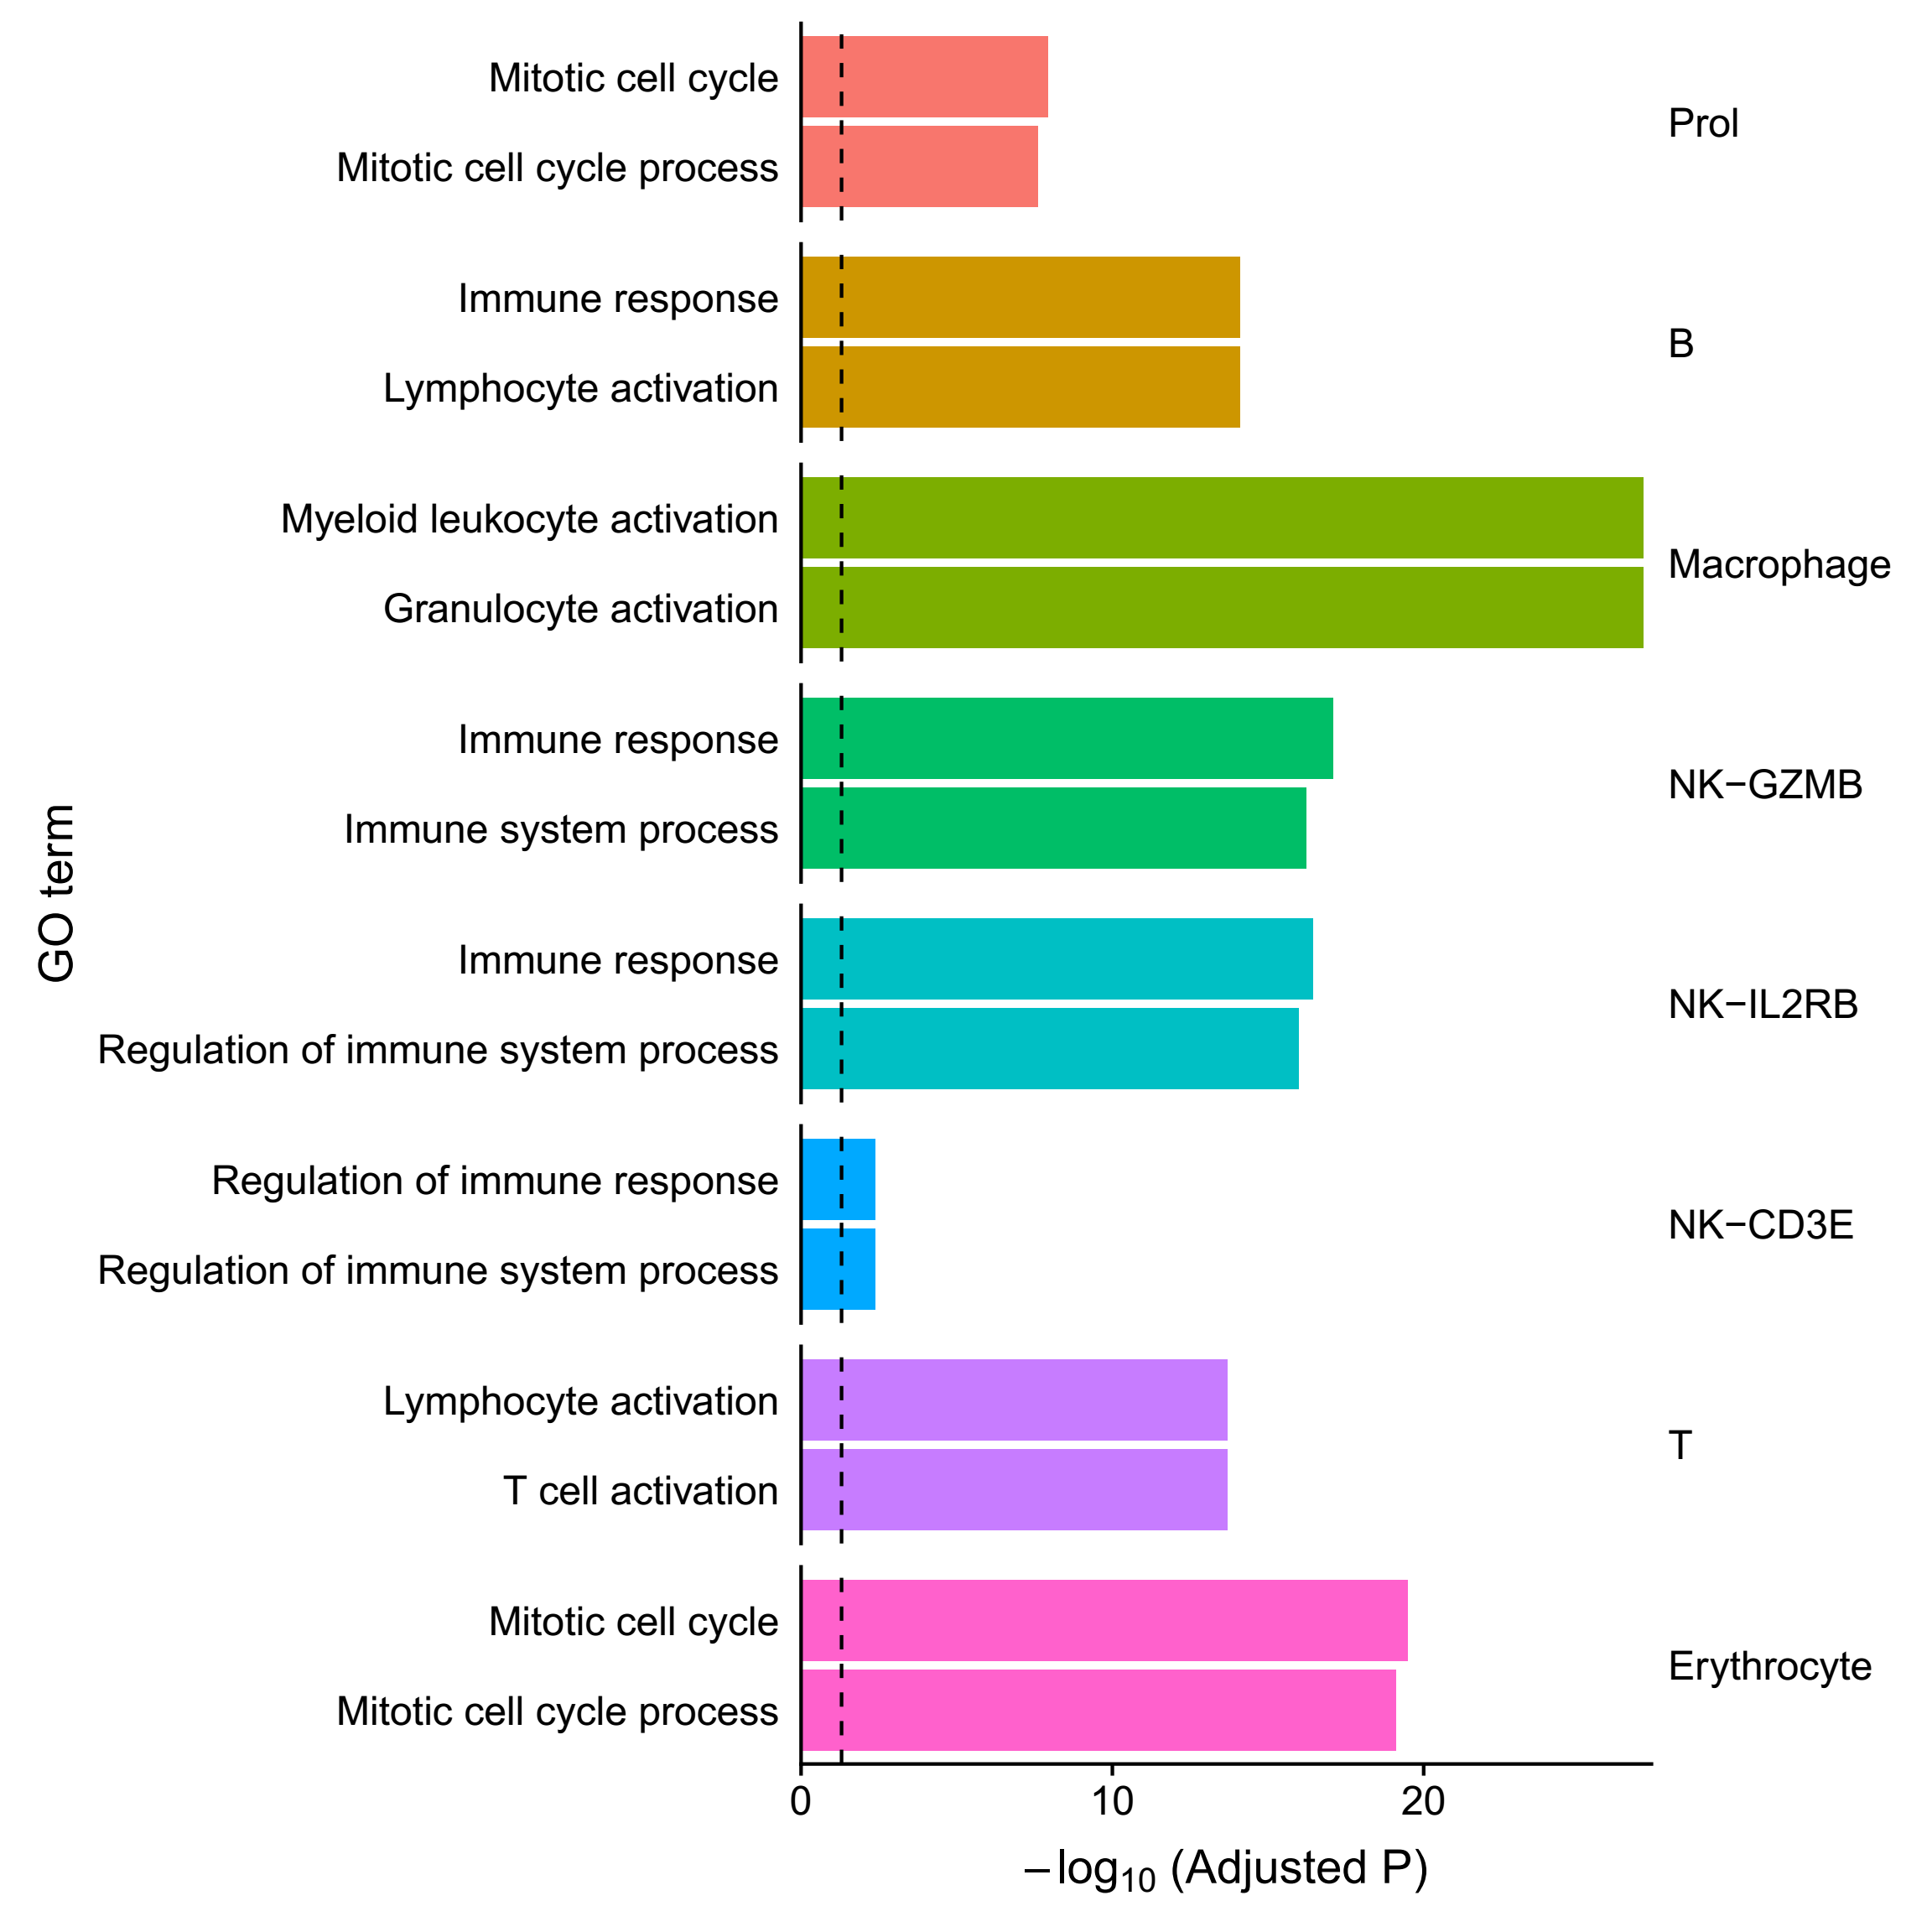 Mitotic cell cycle
Mitotic cell cycle process
Prol
Immune response
Lymphocyte activation
B
Myeloid leukocyte activation
Granulocyte activation
Macrophage
Immune response
Immune system process
NK−GZMB
Immune response
Regulation of immune system process
NK−IL2RB
Regulation of immune response
Regulation of immune system process
NK−CD3E
Lymphocyte activation
T cell activation
T
Mitotic cell cycle
Mitotic cell cycle process
Erythrocyte
GO term
0 10 20
−log₁₀ (Adjusted P)